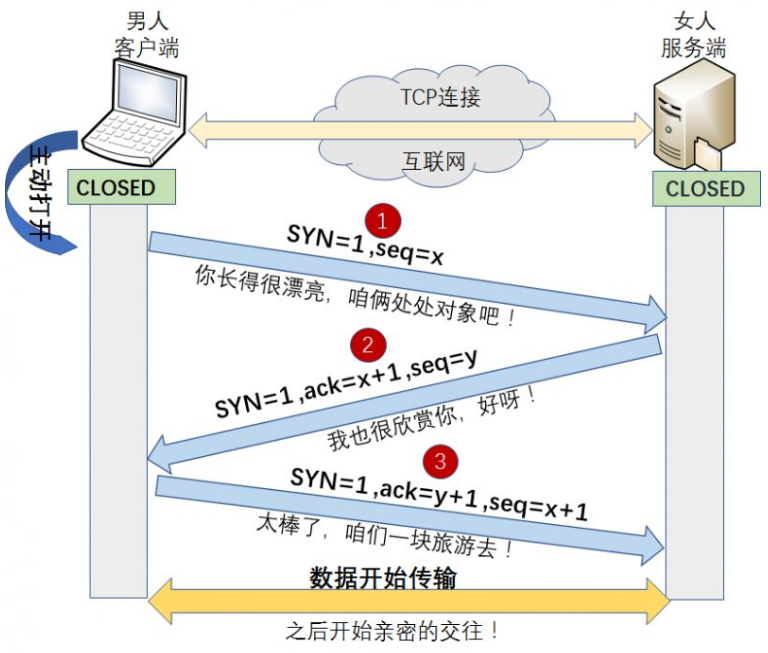 男人
客户端
女人
服务端
TCP连接
互联网
主动打开
CLOSED
CLOSED
1
SYN=1,seq=x
你长得很漂亮，咱俩处处对象吧！
2
SYN=1,ack=x+1,seq=y
我也很欣赏你，好呀！
3
SYN=1,ack=y+1,seq=x+1
太棒了，咱们一块旅游去！
数据开始传输
之后开始亲密的交往！